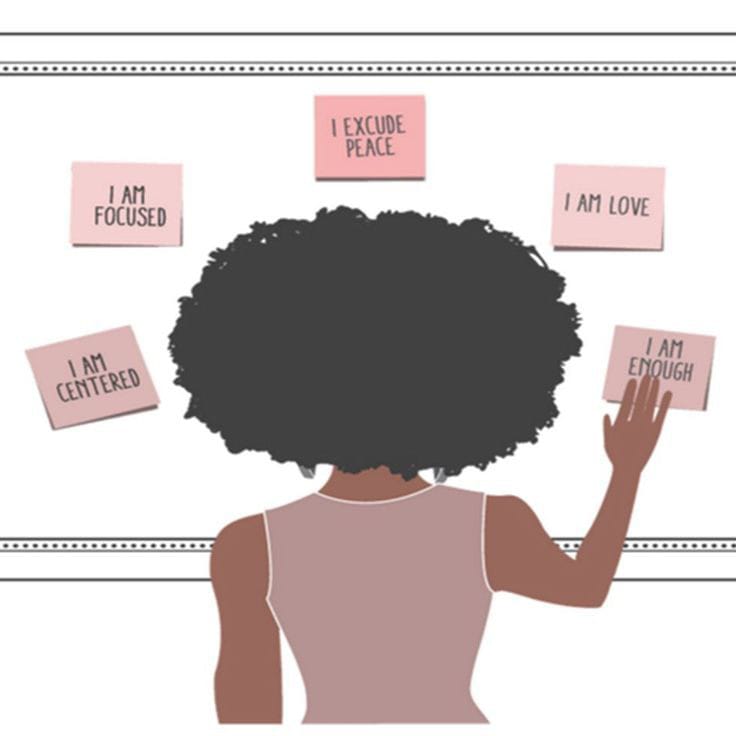 I EXCUDE
PEACE
I AM
FOCUSED
I AM LOVE
I AM
CENTERED
I AM
ENOUGH